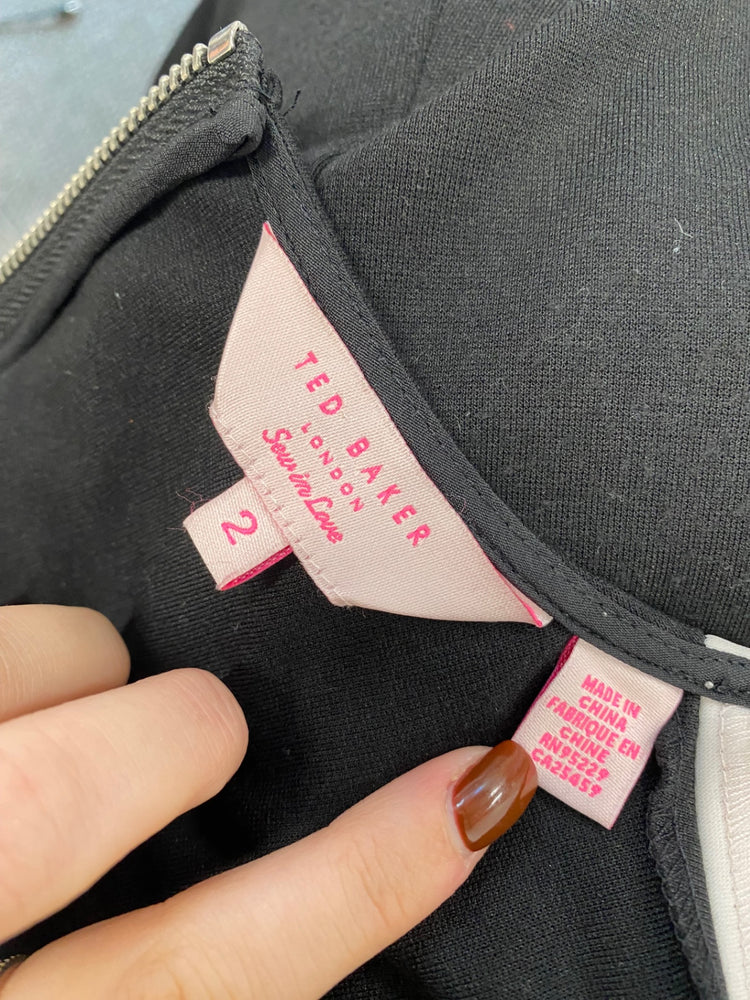 TED BAKER
LONDON
Sew in Love
2
MADE IN
CHINA
FABRIQUE EN
CHINE
RN95229
CA25459